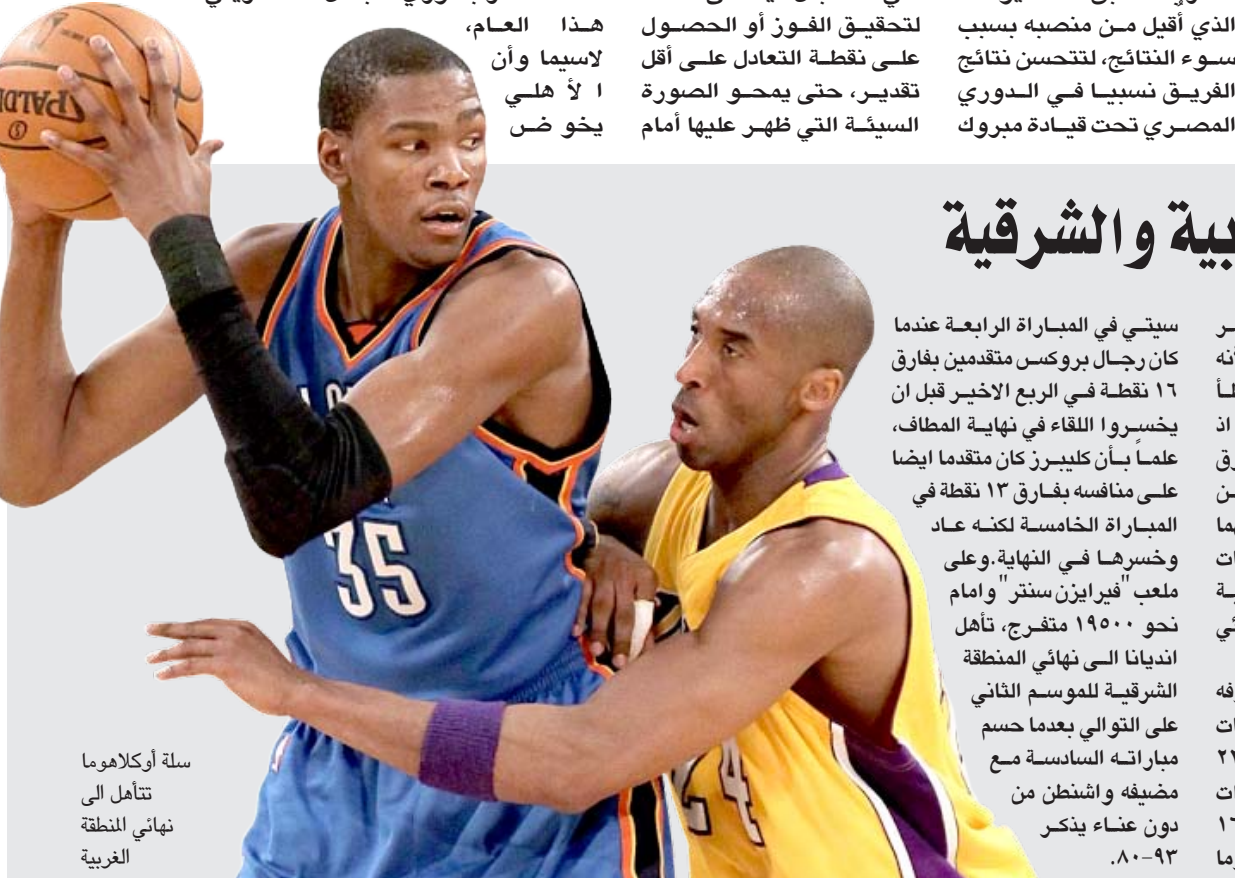 الذي أُقيل من منصبه بسبب
سوء النتائج، لتتحسن نتائج
الفريق نسبيا في الدوري
المصري تحت قيادة مبروك
لتحقيق الفوز أو الحصول
على نقطة التعادل على أقل
تقدير، حتى يمحو الصورة
السيئة التي ظهر عليها أمام
هذا العام،
لاسيما وأن
ا لأ هلي
يخو ض
بية والشرقية
سيتي في المباراة الرابعة عندما
كان رجال بروكس متقدمين بفارق
١٦ نقطة في الربع الاخير قبل ان
يخسروا اللقاء في نهاية المطاف،
علماً بأن كليبرز كان متقدما ايضا
على منافسه بفارق ١٣ نقطة في
المباراة الخامسة لكنه عاد
وخسرها في النهاية.وعلى
ملعب "فيرايزن سنتر" وامام
نحو ١٩٥٠٠ متفرج، تأهل
انديانا الى نهائي المنطقة
الشرقية للموسم الثاني
على التوالي بعدما حسم
مباراته السادسة مع
مضيفه واشنطن من
دون عناء يذكر
٩٣-٨٠.
سلة أوكلاهوما
تتأهل الى
نهائي المنطقة
الغربية
SPALDI
35
24